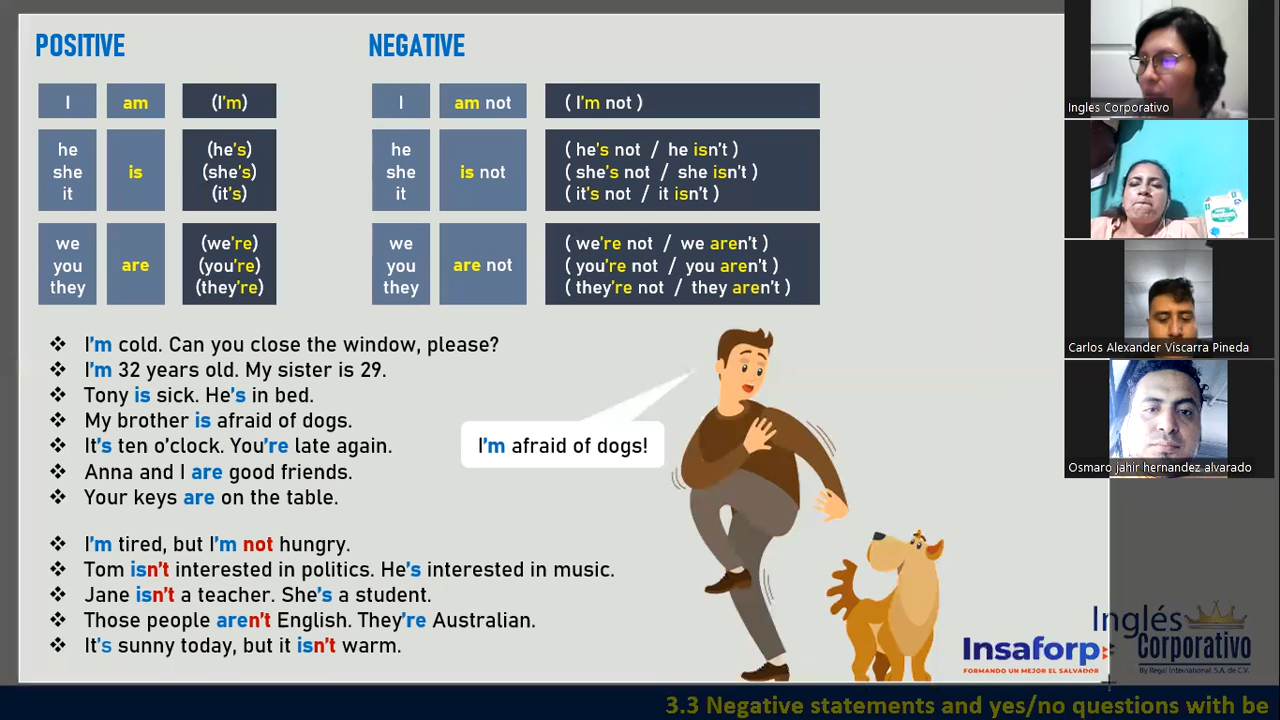 POSITIVE
I am (I'm)
he
she
it
is
(he's)
(she's)
(it's)
we
you
they
are
(we're)
(you're)
(they're)
NEGATIVE
I am not ( I'm not )
he
she
it
is not
( he's not / he isn't )
( she's not / she isn't )
( it's not / it isn't )
we
you
they
are not
( we're not / we aren't )
( you're not / you aren't )
( they're not / they aren't )
❖ I'm cold. Can you close the window, please?
❖ I'm 32 years old. My sister is 29.
❖ Tony is sick. He's in bed.
❖ My brother is afraid of dogs.
❖ It's ten o'clock. You're late again.
❖ Anna and I are good friends.
❖ Your keys are on the table.
I'm afraid of dogs!
❖ I'm tired, but I'm not hungry.
❖ Tom isn't interested in politics. He's interested in music.
❖ Jane isn't a teacher. She's a student.
❖ Those people aren't English. They're Australian.
❖ It's sunny today, but it isn't warm.
Insaforp
FORMANDO UN MEJOR EL SALVADOR
Inglés
Corporativo
By Ilegal International, S.A. de C.V.
3.3 Negative statements and yes/no questions with be
Ingles Corporativo
Carlos Alexander Viscarra Pineda
Osmaro jahir hernandez alvarado